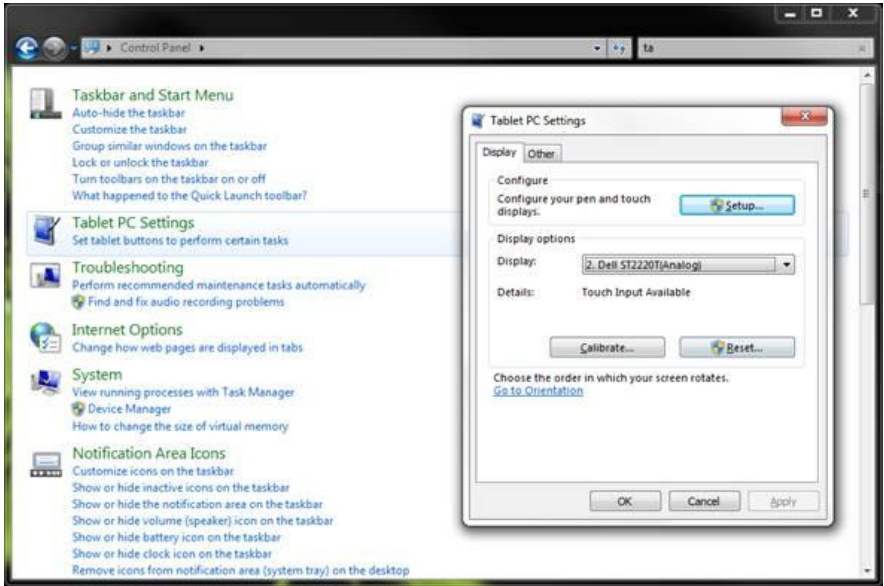 Control Panel
ta
Taskbar and Start Menu
Auto-hide the taskbar
Customize the taskbar
Group similar windows on the taskbar
Lock or unlock the taskbar
Turn toolbars on the taskbar on or off
What happened to the Quick Launch toolbar?
Tablet PC Settings
Set tablet buttons to perform certain tasks
Troubleshooting
Perform recommended maintenance tasks automatically
Find and fix audio recording problems
Internet Options
Change how web pages are displayed in tabs
System
View running processes with Task Manager
Device Manager
How to change the size of virtual memory
Notification Area Icons
Customize icons on the taskbar
Show or hide inactive icons on the taskbar
Show or hide the notification area on the taskbar
Show or hide volume (speaker) icon on the taskbar
Show or hide battery icon on the taskbar
Show or hide clock icon on the taskbar
Remove icons from notification area (system tray) on the desktop
Tablet PC Settings
Display Other
Configure
Configure your pen and touch
displays.
Setup...
Display options
Display: 2. Dell ST2220T(Analog)
Details: Touch Input Available
Calibrate... Reset...
Choose the order in which your screen rotates.
Go to Orientation
OK Cancel Apply